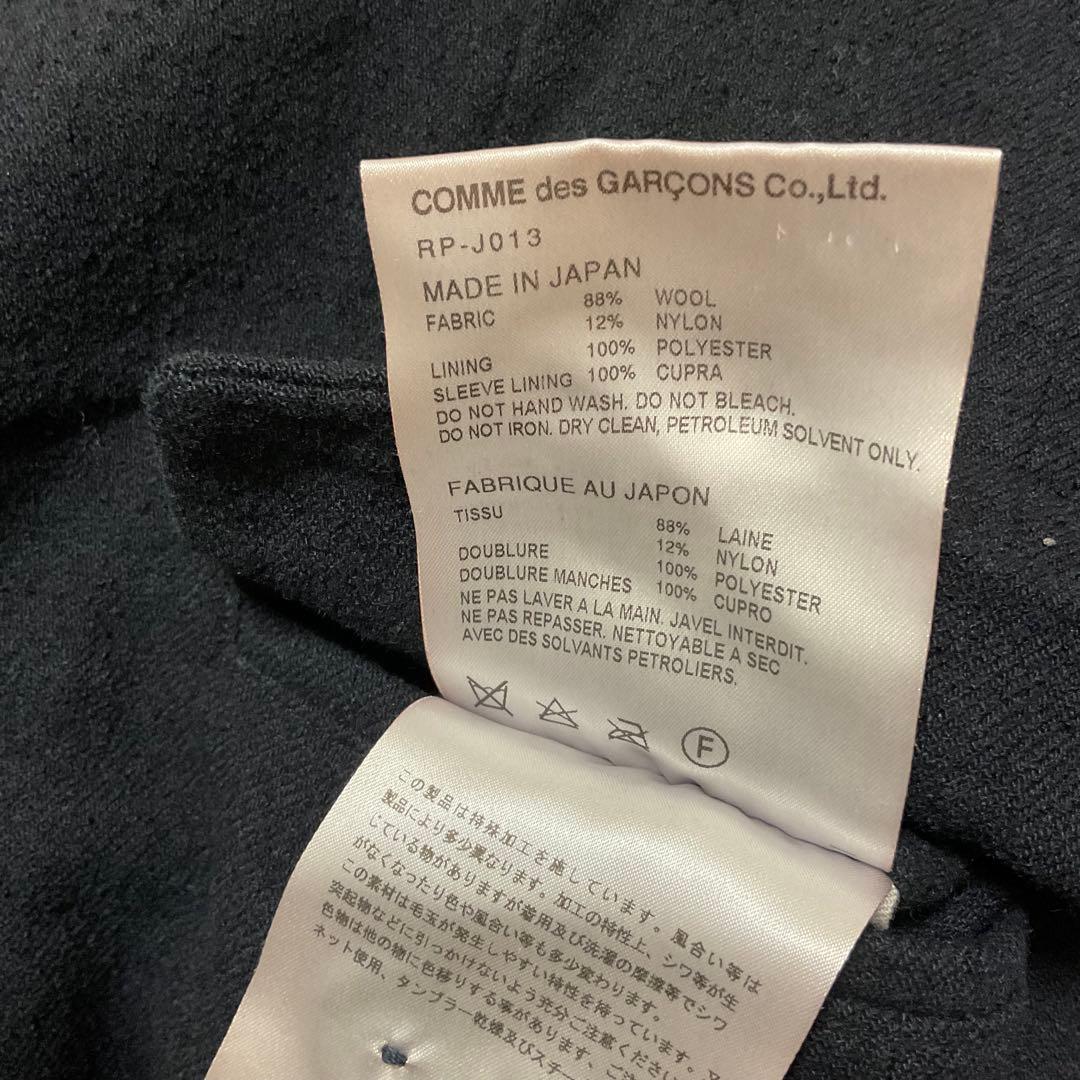 COMME des GARÇONS Co.,Ltd.
RP-J013
MADE IN JAPAN
FABRIC 88% WOOL
12% NYLON
LINING 100% POLYESTER
SLEEVE LINING 100% CUPRA
DO NOT HAND WASH. DO NOT BLEACH.
DO NOT IRON. DRY CLEAN, PETROLEUM SOLVENT ONLY.
FABRIQUE AU JAPON
TISSU 88% LAINE
12% NYLON
DOUBLURE 100% POLYESTER
DOUBLURE MANCHES 100% CUPRO
NE PAS LAVER A LA MAIN. JAVEL INTERDIT.
NE PAS REPASSER. NETTOYABLE A SEC
AVEC DES SOLVANTS PETROLIERS.
F
この製品は特殊加工を施しています。風合い等は
製品により多少異なります。加工の特性上、シワ等が生
じている物がありますが着用及び洗濯の摩擦等でシワ
がなくなったり色や風合い等も多少変わります。
この素材は毛玉が発生しやすい特性を持っています。又
突起物などに引っかけないよう充分ご注意くださ
色物は他の物に色移りする事があります。ご注
ネット使用、タンブラー乾燥及びスチー